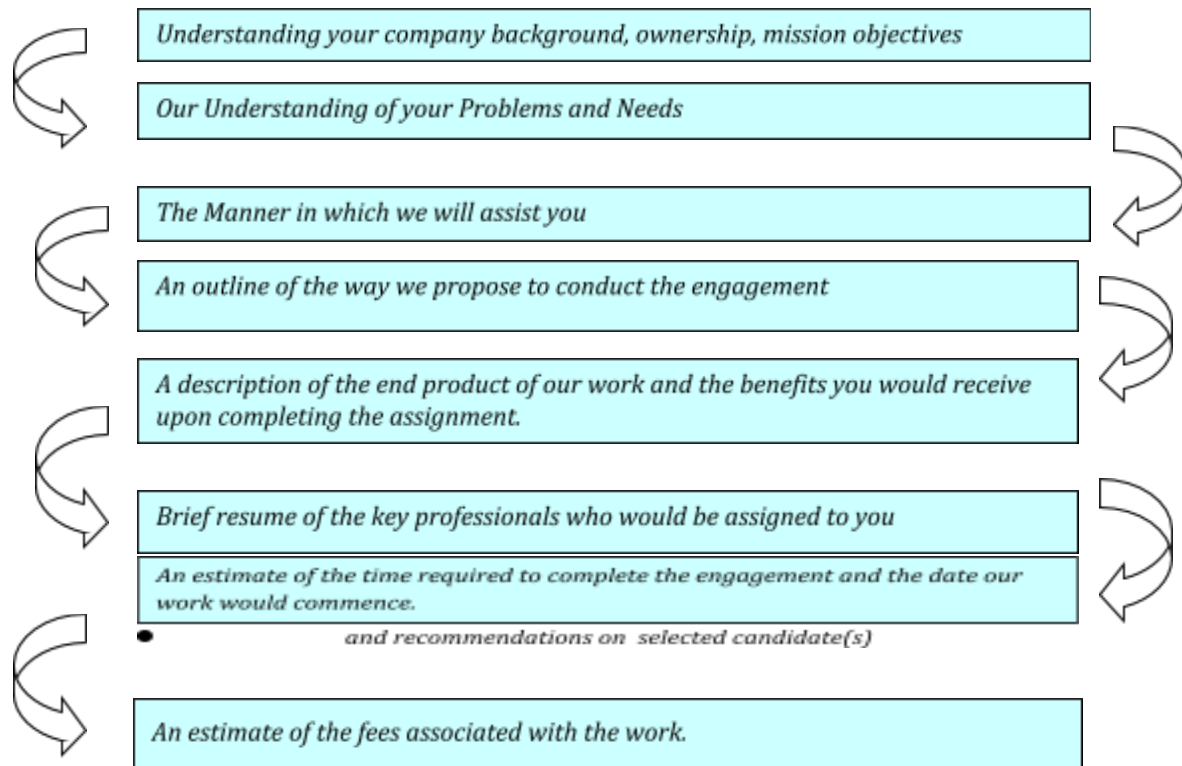 Understanding your company background, ownership, mission objectives
Our Understanding of your Problems and Needs
The Manner in which we will assist you
An outline of the way we propose to conduct the engagement
A description of the end product of our work and the benefits you would receive
upon completing the assignment.
Brief resume of the key professionals who would be assigned to you
An estimate of the time required to complete the engagement and the date our
work would commence.
● and recommendations on selected candidate(s)
An estimate of the fees associated with the work.